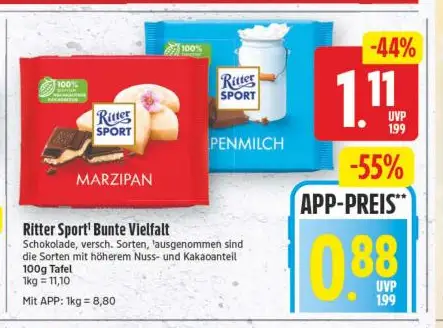 100%
100%
Ritter
SPORT
PENMILCH
Ritter
SPORT
MARZIPAN
-44%
1.11
UVP
1.99
-55%
APP-PREIS**
0.88
UVP
1.99
Ritter Sport¹ Bunte Vielfalt
Schokolade, versch. Sorten, ¹ausgenommen sind
die Sorten mit höherem Nuss- und Kakaoanteil
100g Tafel
1kg = 11,10
Mit APP: 1kg = 8,80